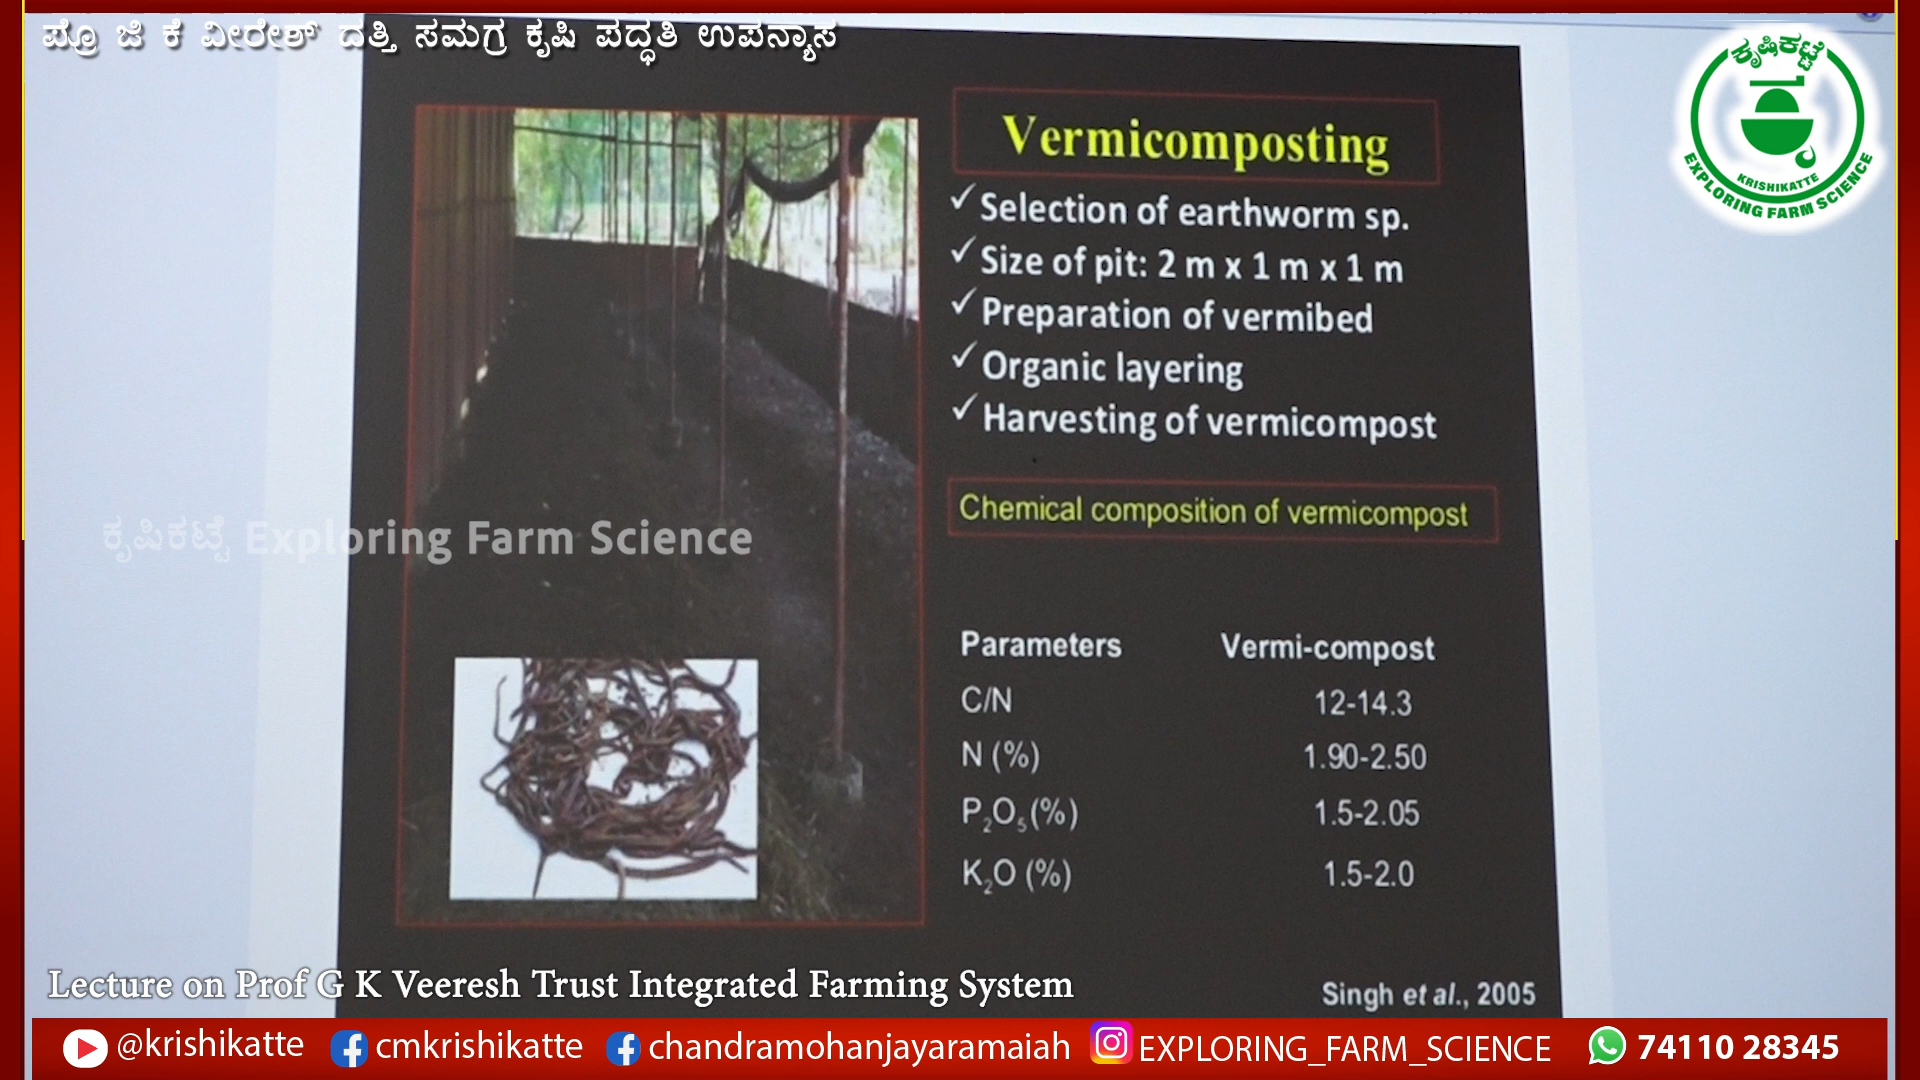 ಪ್ರೊ ಜಿ ಕೆ ವೀರೇಶ್ ದತ್ತಿ ಸಮಗ್ರ ಕೃಷಿ ಪದ್ಧತಿ ಉಪನ್ಯಾಸ
ಕೃಷಿಕಟ್ಟೆ
KRISHIKATTE
EXPLORING FARM SCIENCE
Vermicomposting
✓ Selection of earthworm sp.
✓ Size of pit: 2 m x 1 m x 1 m
✓ Preparation of vermibed
✓ Organic layering
✓ Harvesting of vermicompost
Chemical composition of vermicompost
ಕೃಷಿಕಟ್ಟೆ Exploring Farm Science
Parameters Vermi-compost
C/N 12-14.3
N (%) 1.90-2.50
P₂O₅(%) 1.5-2.05
K₂O (%) 1.5-2.0
Singh et al., 2005
Lecture on Prof G K Veeresh Trust Integrated Farming System
@krishikatte cmkrishikatte chandramohanjayaramaiah EXPLORING_FARM_SCIENCE 74110 28345